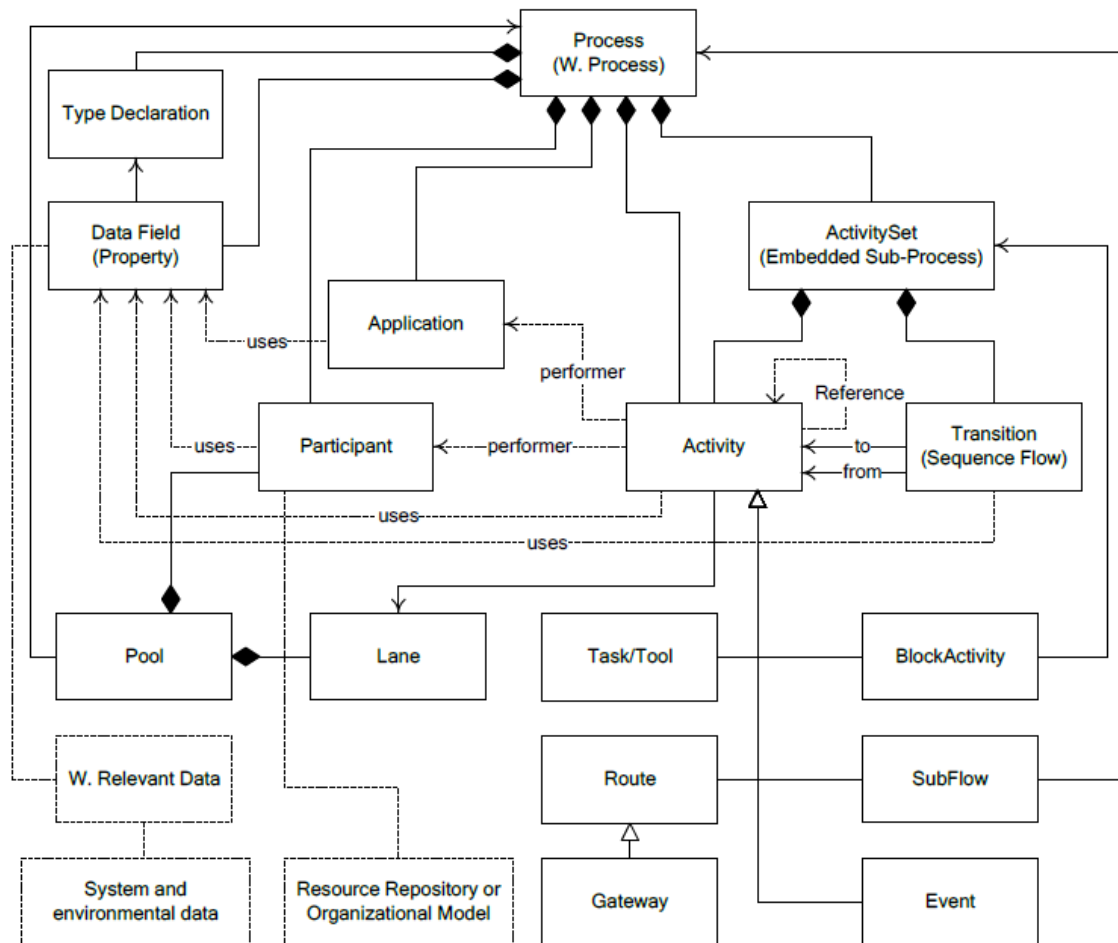 Process
(W. Process)
Type Declaration
Data Field
(Property)
ActivitySet
(Embedded Sub-Process)
Application
uses
performer
Reference
Participant
uses
performer
Activity
to
from
Transition
(Sequence Flow)
uses
uses
Pool
Lane
Task/Tool
BlockActivity
W. Relevant Data
Route
SubFlow
System and
environmental data
Resource Repository or
Organizational Model
Gateway
Event